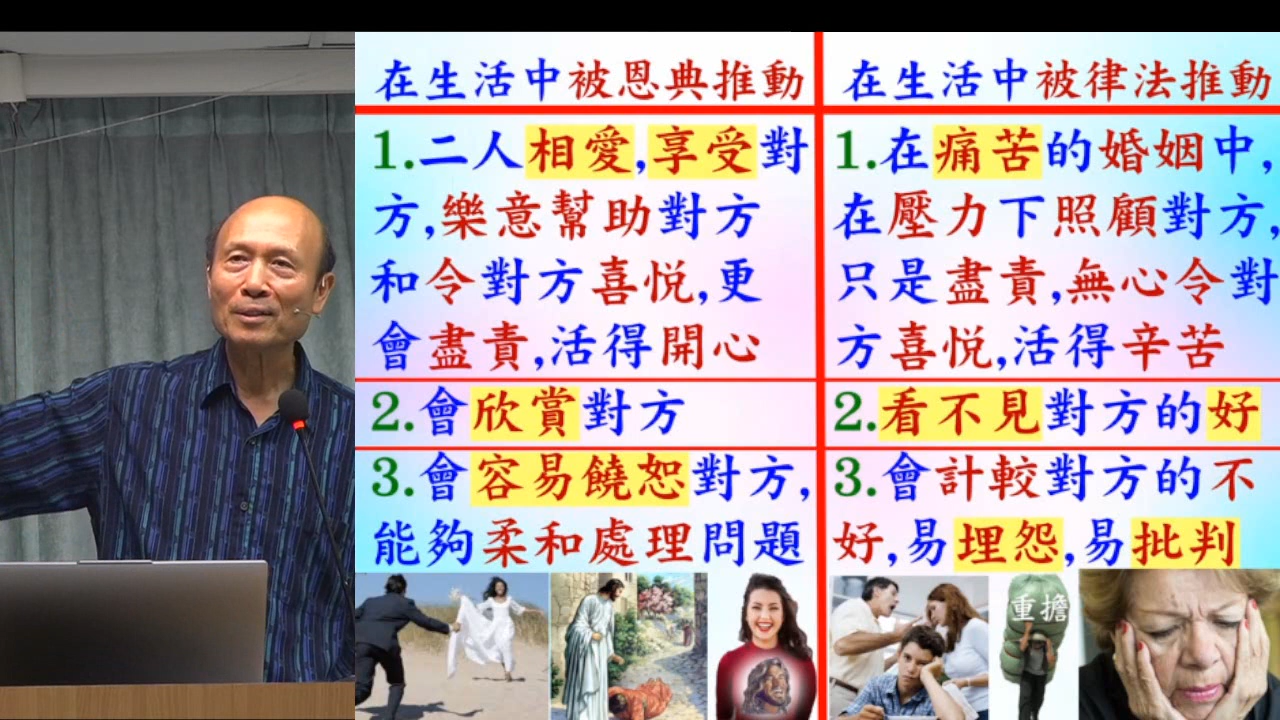 在生活中被恩典推動
1.二人相愛,享受對
方,樂意幫助對方
和令對方喜悅,更
會盡責,活得開心
2.會欣賞對方
3.會容易饒恕對方,
能夠柔和處理問題
在生活中被律法推動
1.在痛苦的婚姻中,
在壓力下照顧對方,
只是盡責,無心令對
方喜悅,活得辛苦
2.看不見對方的好
3.會計較對方的不
好,易埋怨,易批判
重擔